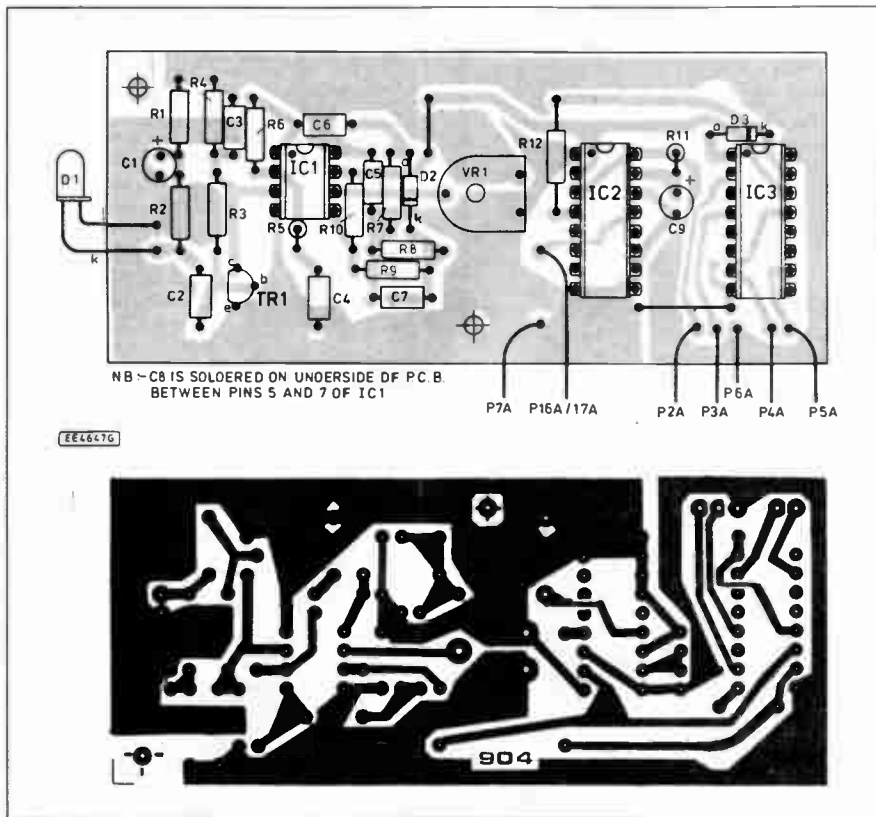 R4
R1
C3
R6
C6
D3
a
k
R12
R11
C1
+
IC1
C5
a
D2
VR1
IC2
+
IC3
D1
R2
R3
R10
R7
k
C9
a
R5
R8
k
R9
c
b
C2
TR1
C4
C7
e
NB:-C8 IS SOLDERED ON UNDERSIDE OF P.C.B.
BETWEEN PINS 5 AND 7 OF IC1
P7A
P16A/17A
P2A
P3A
P6A
P4A
P5A
EE4647G
904